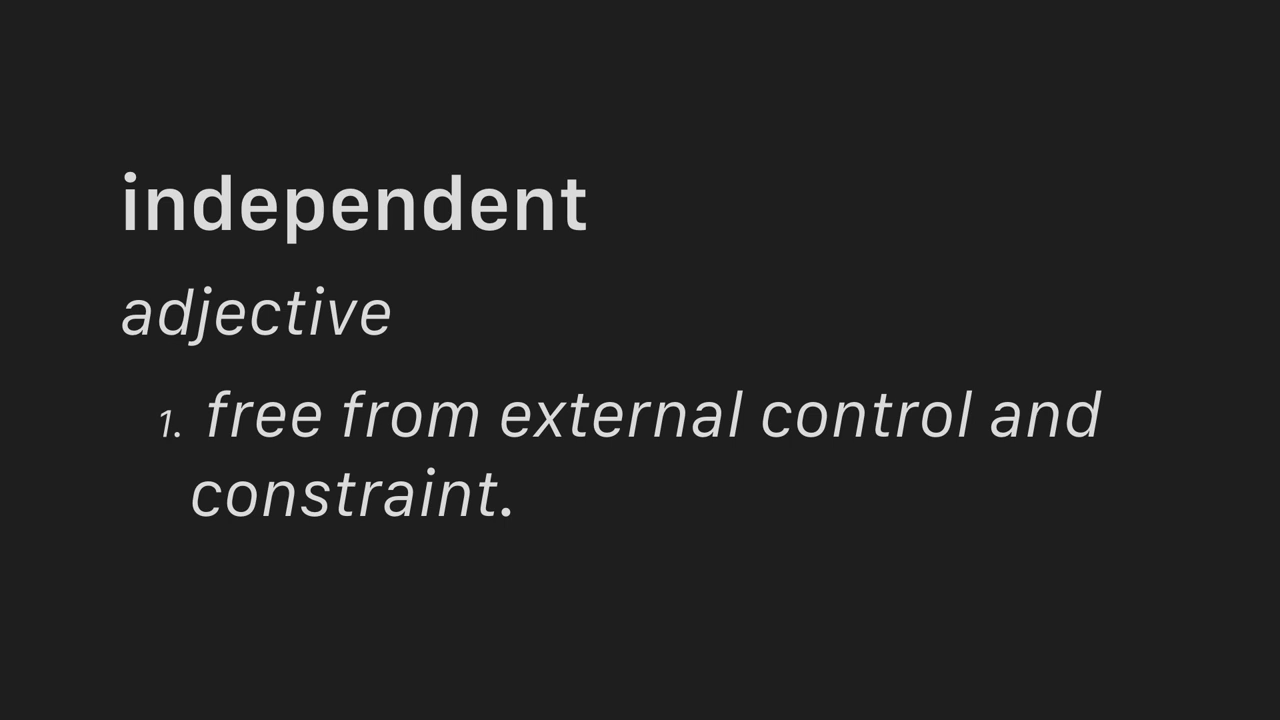 independent
adjective
1. free from external control and
constraint.